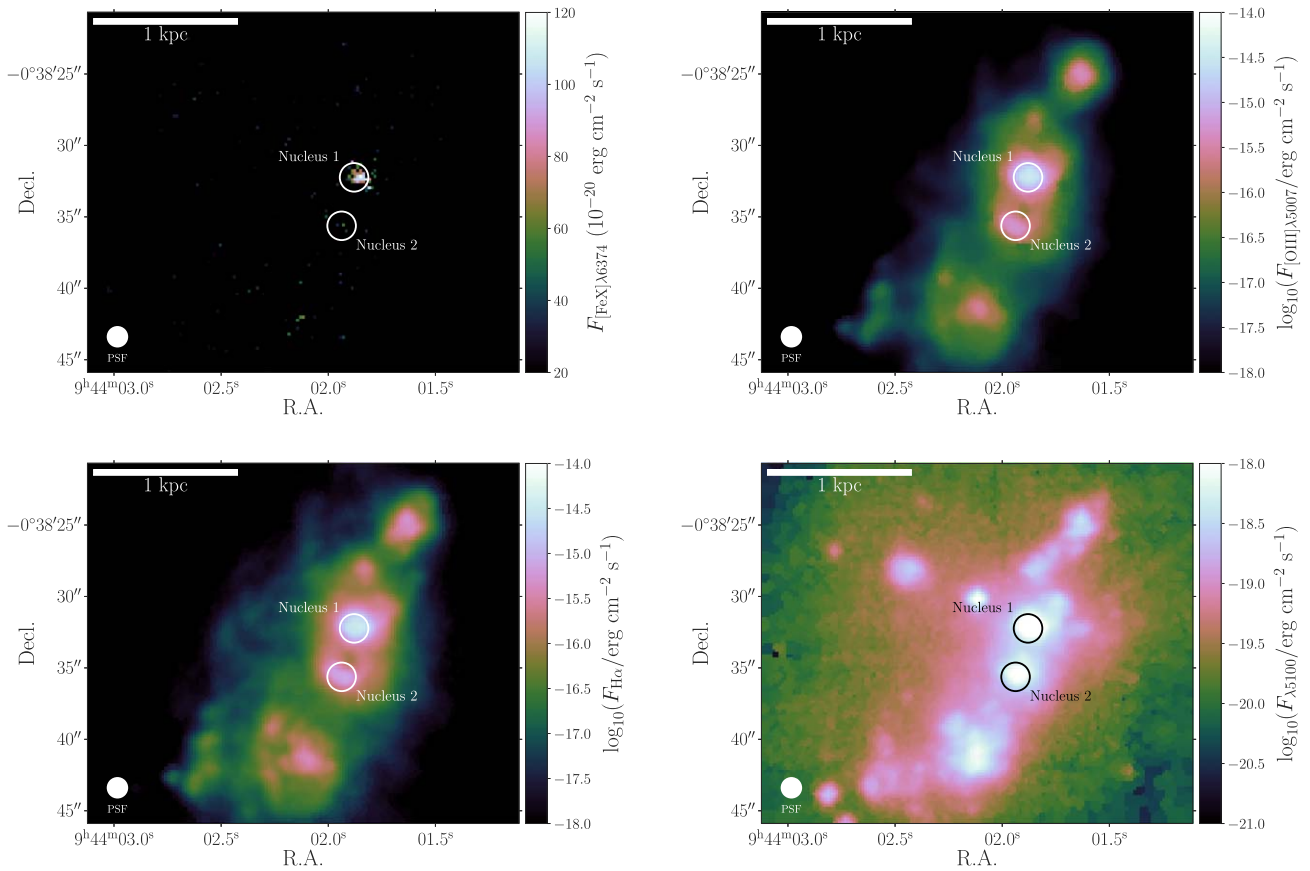 1 kpc
Nucleus 1
Nucleus 2
PSF
−0°38′25″
30″
35″
40″
45″
Decl.
9ʰ44ᵐ03.0ˢ
02.5ˢ
02.0ˢ
01.5ˢ
R.A.
120
100
80
60
40
20
F[FeX]λ6374 (10⁻²⁰ erg cm⁻² s⁻¹)
1 kpc
Nucleus 1
Nucleus 2
PSF
−0°38′25″
30″
35″
40″
45″
Decl.
9ʰ44ᵐ03.0ˢ
02.5ˢ
02.0ˢ
01.5ˢ
R.A.
−14.0
−14.5
−15.0
−15.5
−16.0
−16.5
−17.0
−17.5
−18.0
log₁₀(F[OIII]λ5007/erg cm⁻² s⁻¹)
1 kpc
Nucleus 1
Nucleus 2
PSF
−0°38′25″
30″
35″
40″
45″
Decl.
9ʰ44ᵐ03.0ˢ
02.5ˢ
02.0ˢ
01.5ˢ
R.A.
−14.0
−14.5
−15.0
−15.5
−16.0
−16.5
−17.0
−17.5
−18.0
log₁₀(FHα/erg cm⁻² s⁻¹)
1 kpc
Nucleus 1
Nucleus 2
PSF
−0°38′25″
30″
35″
40″
45″
Decl.
9ʰ44ᵐ03.0ˢ
02.5ˢ
02.0ˢ
01.5ˢ
R.A.
−18.0
−18.5
−19.0
−19.5
−20.0
−20.5
−21.0
log₁₀(Fλ5100/erg cm⁻² s⁻¹)